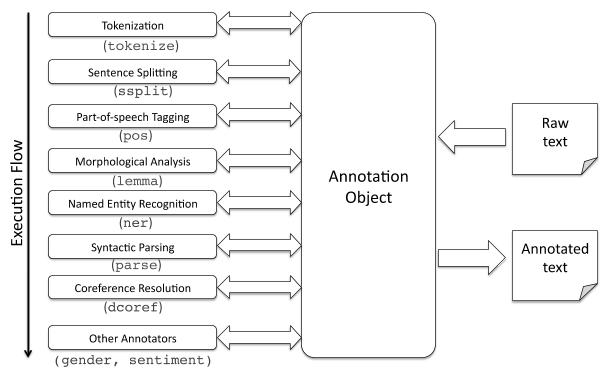 Execution Flow
Tokenization
(tokenize)
Sentence Splitting
(ssplit)
Part-of-speech Tagging
(pos)
Morphological Analysis
(lemma)
Named Entity Recognition
(ner)
Syntactic Parsing
(parse)
Coreference Resolution
(dcoref)
Other Annotators
(gender, sentiment)
Annotation
Object
Raw
text
Annotated
text